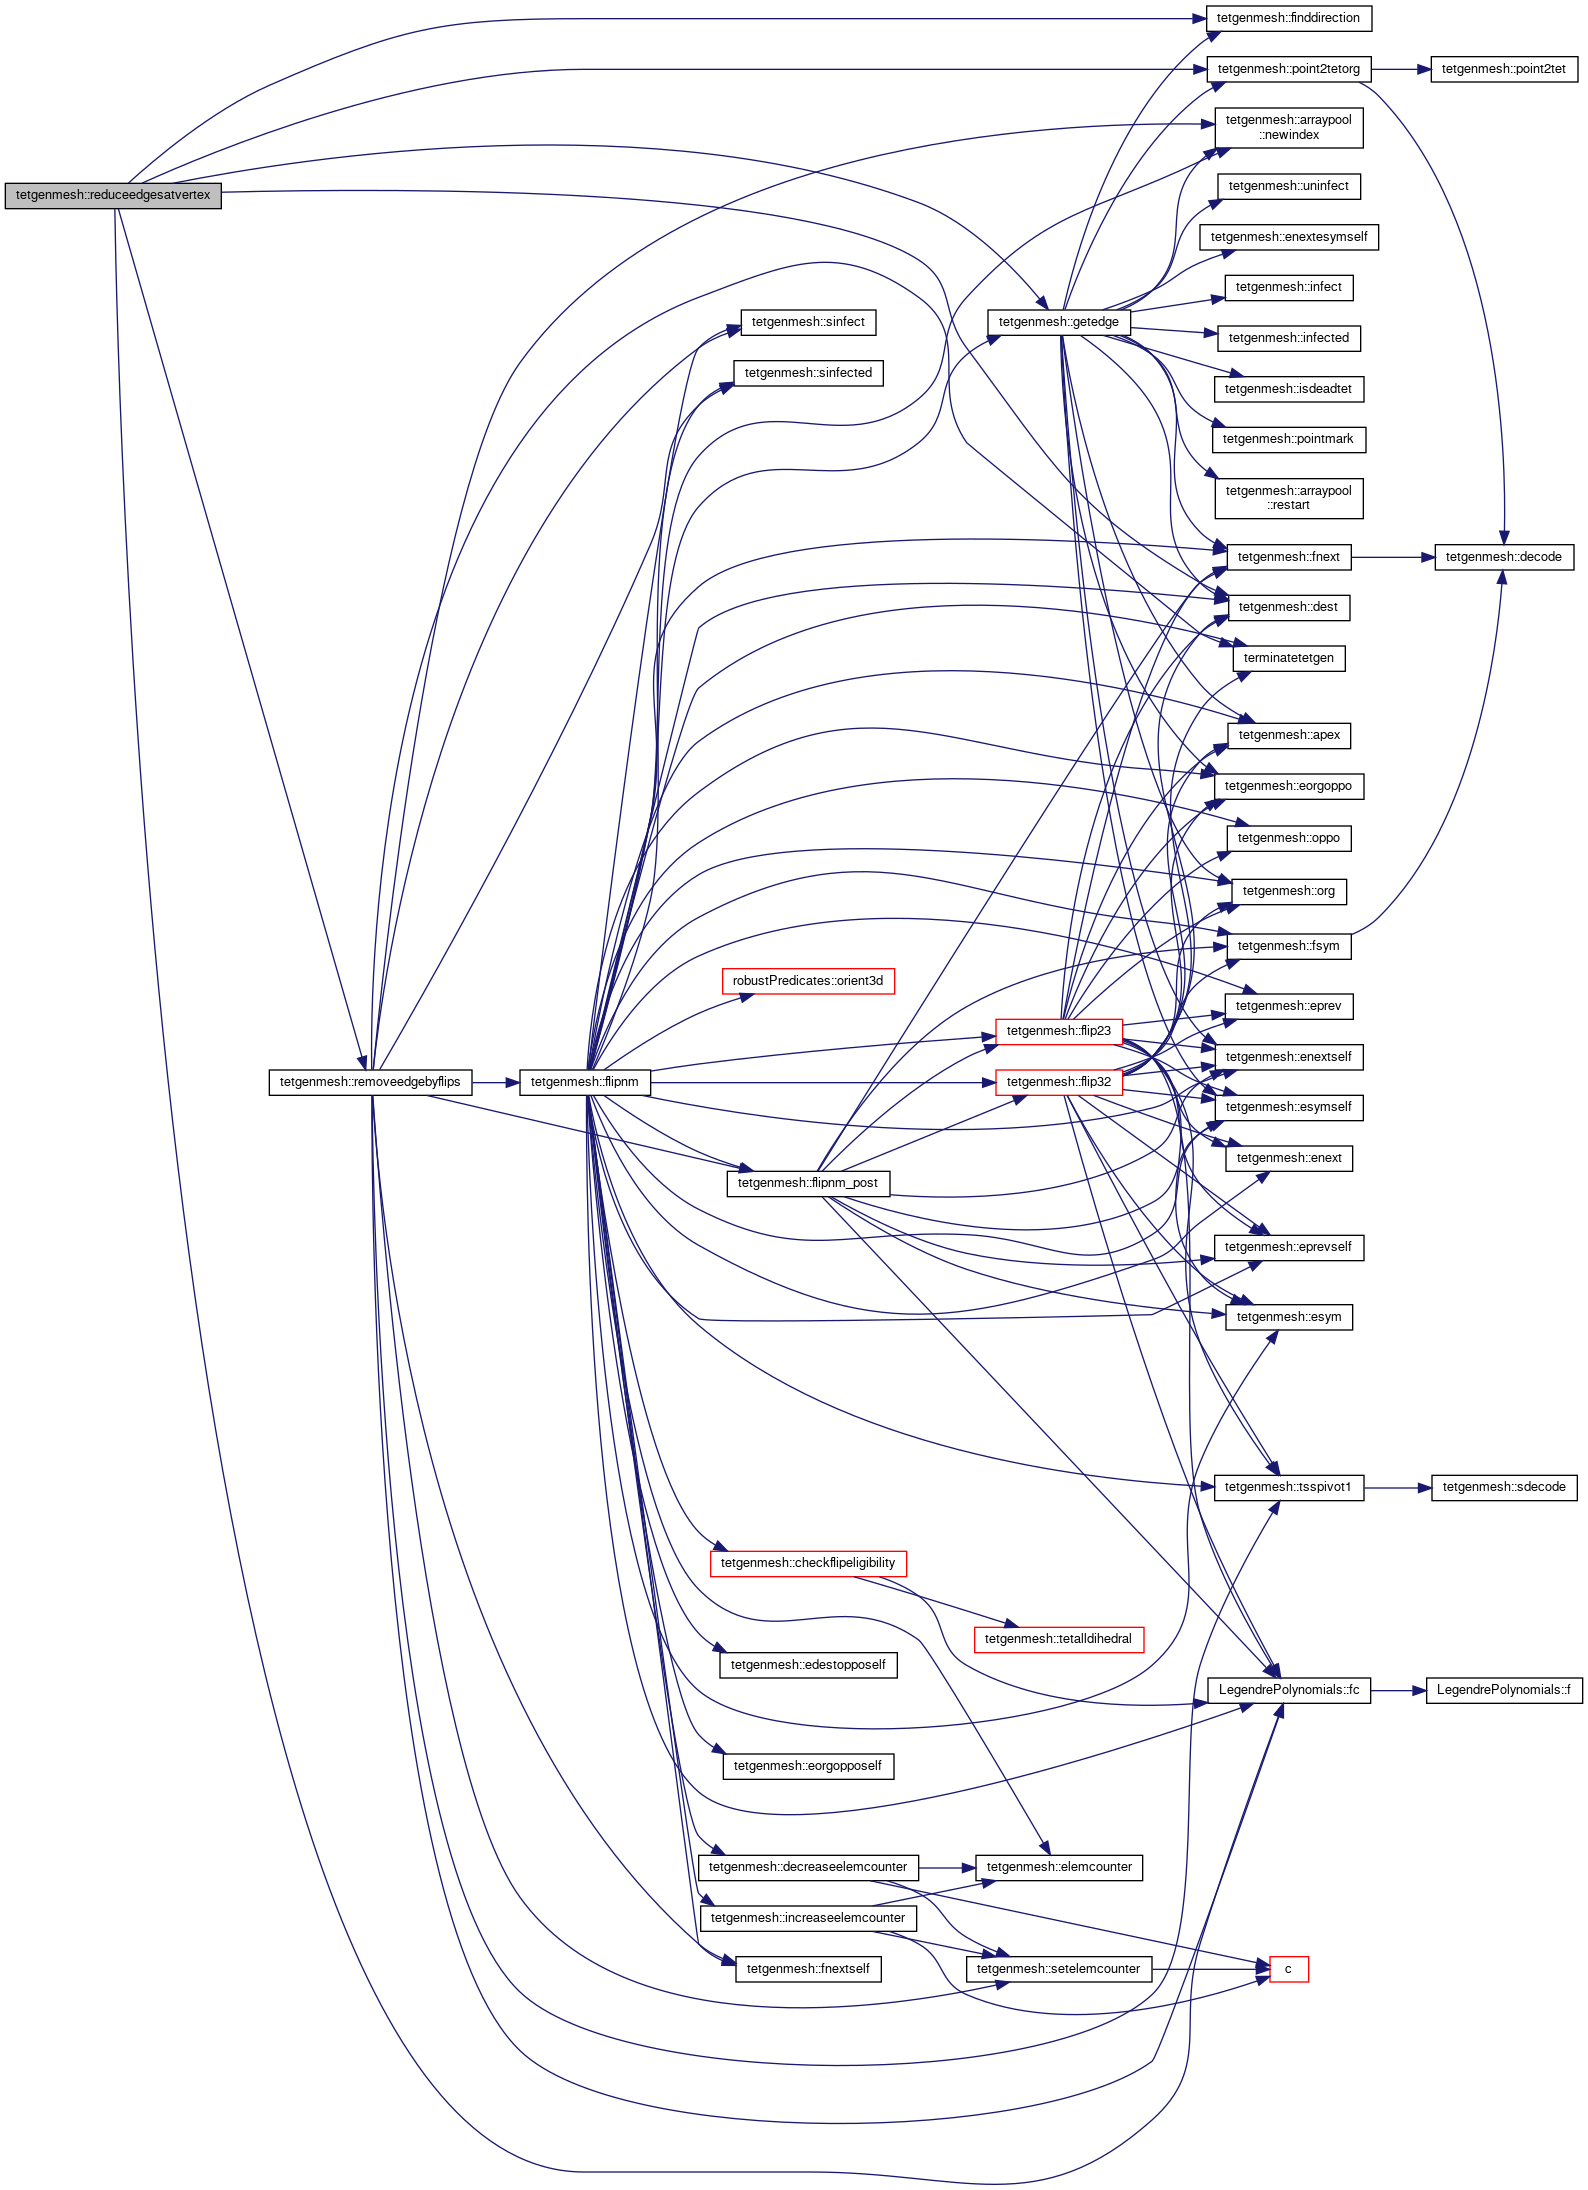 tetgenmesh::finddirection
tetgenmesh::point2tetorg
tetgenmesh::point2tet
tetgenmesh::arraypool
::newindex
tetgenmesh::uninfect
tetgenmesh::reduceedgesatvertex
tetgenmesh::enextesymself
tetgenmesh::infect
tetgenmesh::sinfect
tetgenmesh::getedge
tetgenmesh::infected
tetgenmesh::sinfected
tetgenmesh::isdeadtet
tetgenmesh::pointmark
tetgenmesh::arraypool
::restart
tetgenmesh::fnext
tetgenmesh::decode
tetgenmesh::dest
terminatetetgen
tetgenmesh::apex
tetgenmesh::eorgoppo
tetgenmesh::oppo
tetgenmesh::org
tetgenmesh::fsym
robustPredicates::orient3d
tetgenmesh::eprev
tetgenmesh::flip23
tetgenmesh::enextself
tetgenmesh::removeedgebyflips
tetgenmesh::flipnm
tetgenmesh::flip32
tetgenmesh::esymself
tetgenmesh::enext
tetgenmesh::flipnm_post
tetgenmesh::eprevself
tetgenmesh::esym
tetgenmesh::tsspivot1
tetgenmesh::sdecode
tetgenmesh::checkflipeligibility
tetgenmesh::tetalldihedral
tetgenmesh::edestoppoself
LegendrePolynomials::fc
LegendrePolynomials::f
tetgenmesh::eorgoppoself
tetgenmesh::decreaseelemcounter
tetgenmesh::elemcounter
tetgenmesh::increaseelemcounter
tetgenmesh::fnextself
tetgenmesh::setelemcounter
c